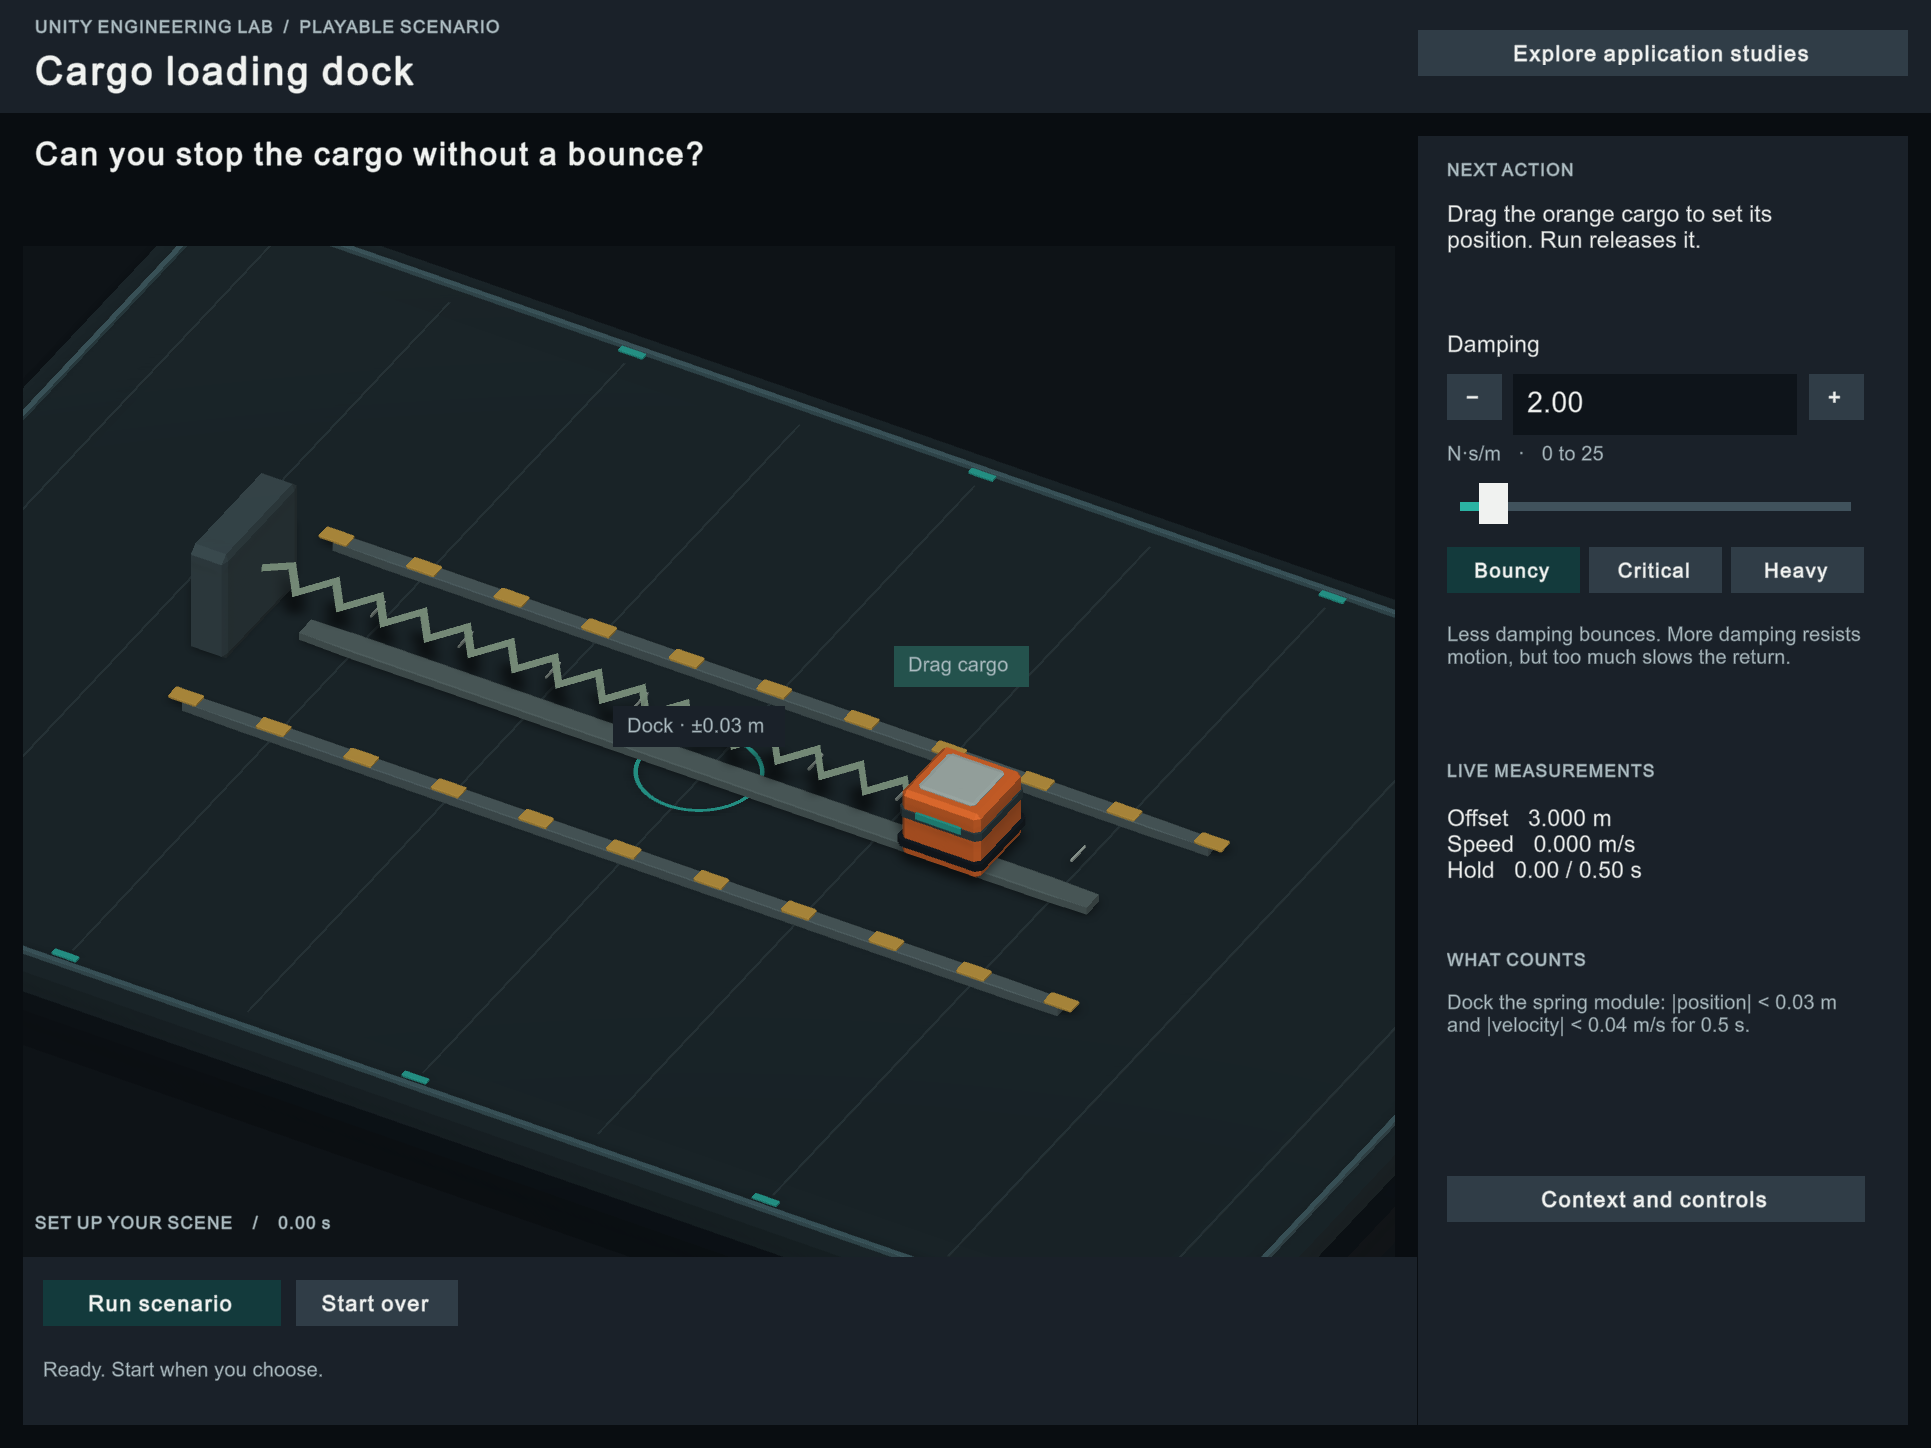 UNITY ENGINEERING LAB / PLAYABLE SCENARIO
Cargo loading dock
Explore application studies
Can you stop the cargo without a bounce?
NEXT ACTION
Drag the orange cargo to set its
position. Run releases it.
Damping
−
2.00
+
N·s/m · 0 to 25
Bouncy
Critical
Heavy
Less damping bounces. More damping resists
motion, but too much slows the return.
Drag cargo
Dock · ±0.03 m
LIVE MEASUREMENTS
Offset 3.000 m
Speed 0.000 m/s
Hold 0.00 / 0.50 s
WHAT COUNTS
Dock the spring module: |position| < 0.03 m
and |velocity| < 0.04 m/s for 0.5 s.
Context and controls
SET UP YOUR SCENE / 0.00 s
Run scenario
Start over
Ready. Start when you choose.